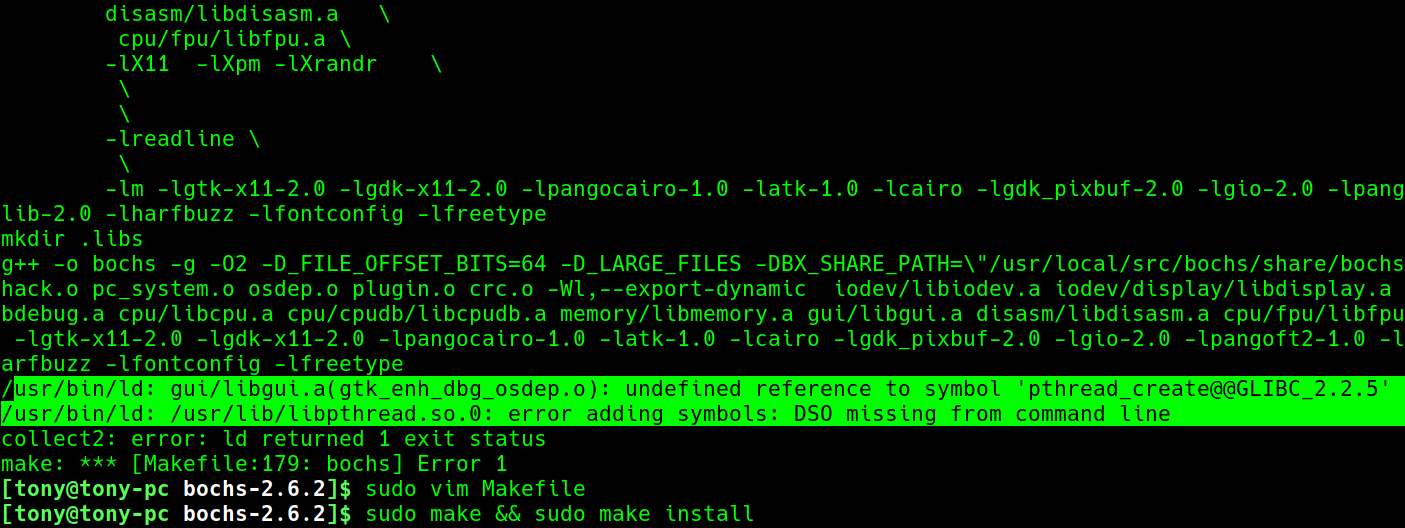 disasm/libdisasm.a \
cpu/fpu/libfpu.a \
-lX11 -lXpm -lXrandr \
\
\
-lreadline \
\
-lm -lgtk-x11-2.0 -lgdk-x11-2.0 -lpangocairo-1.0 -latk-1.0 -lcairo -lgdk_pixbuf-2.0 -lgio-2.0 -lpang
lib-2.0 -lharfbuzz -lfontconfig -lfreetype
mkdir .libs
g++ -o bochs -g -O2 -D_FILE_OFFSET_BITS=64 -D_LARGE_FILES -DBX_SHARE_PATH=\"/usr/local/src/bochs/share/bochs
hack.o pc_system.o osdep.o plugin.o crc.o -Wl,--export-dynamic iodev/libiodev.a iodev/display/libdisplay.a
bdebug.a cpu/libcpu.a cpu/cpudb/libcpudb.a memory/libmemory.a gui/libgui.a disasm/libdisasm.a cpu/fpu/libfpu
-lgtk-x11-2.0 -lgdk-x11-2.0 -lpangocairo-1.0 -latk-1.0 -lcairo -lgdk_pixbuf-2.0 -lgio-2.0 -lpangoft2-1.0 -l
arfbuzz -lfontconfig -lfreetype
/usr/bin/ld: gui/libgui.a(gtk_enh_dbg_osdep.o): undefined reference to symbol 'pthread_create@@GLIBC_2.2.5'
/usr/bin/ld: /usr/lib/libpthread.so.0: error adding symbols: DSO missing from command line
collect2: error: ld returned 1 exit status
make: *** [Makefile:179: bochs] Error 1
[tony@tony-pc bochs-2.6.2]$ sudo vim Makefile
[tony@tony-pc bochs-2.6.2]$ sudo make && sudo make install